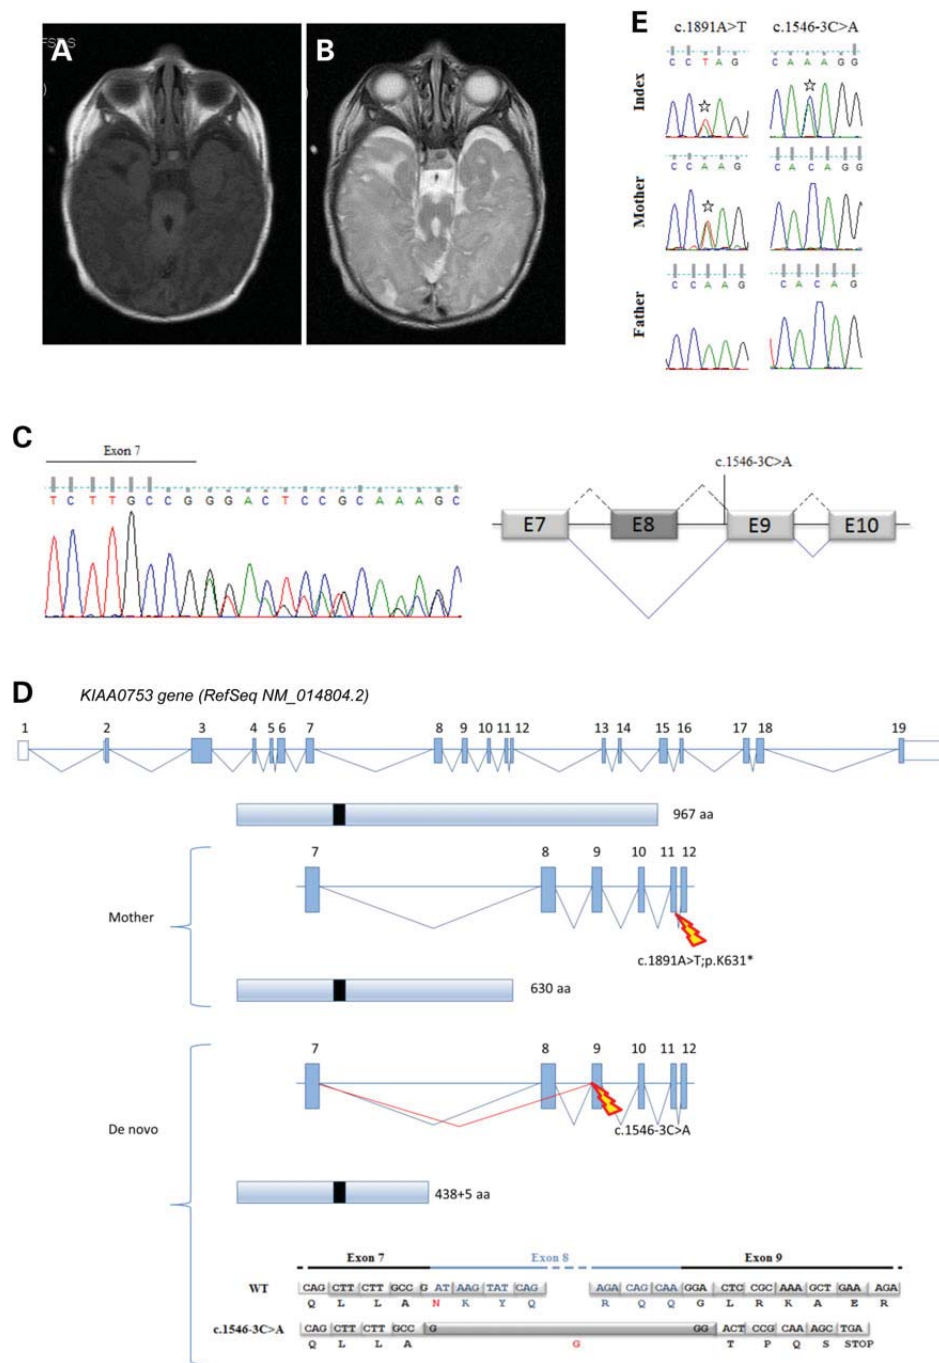 FSE S
)
A
B
E
c.1891A>T
c.1546-3C>A
Index
C C T A G
C A A A G G
Mother
C C A A G
C A C A G G
Father
C C A A G
C A C A G
C
Exon 7
T C T T G C C G G G A C T C C G C A A A G C
c.1546-3C>A
E7
E8
E9
E10
D
KIAA0753 gene (RefSeq NM_014804.2)
1 2 3 4 5 6 7 8 9 10 11 12 13 14 15 16 17 18 19
967 aa
Mother
7 8 9 10 11 12
c.1891A>T;p.K631*
630 aa
De novo
7 8 9 10 11 12
c.1546-3C>A
438+5 aa
Exon 7 Exon 8 Exon 9
WT CAG CTT CTT GCC G AT AAG TAT CAG AGA CAG CAA GGA CTC CGC AAA GCT GAA AGA
Q L L A N K Y Q R Q Q G L R K A E R
c.1546-3C>A CAG CTT CTT GCC G GG ACT CCG CAA AGC TGA
Q L L A G T P Q S STOP